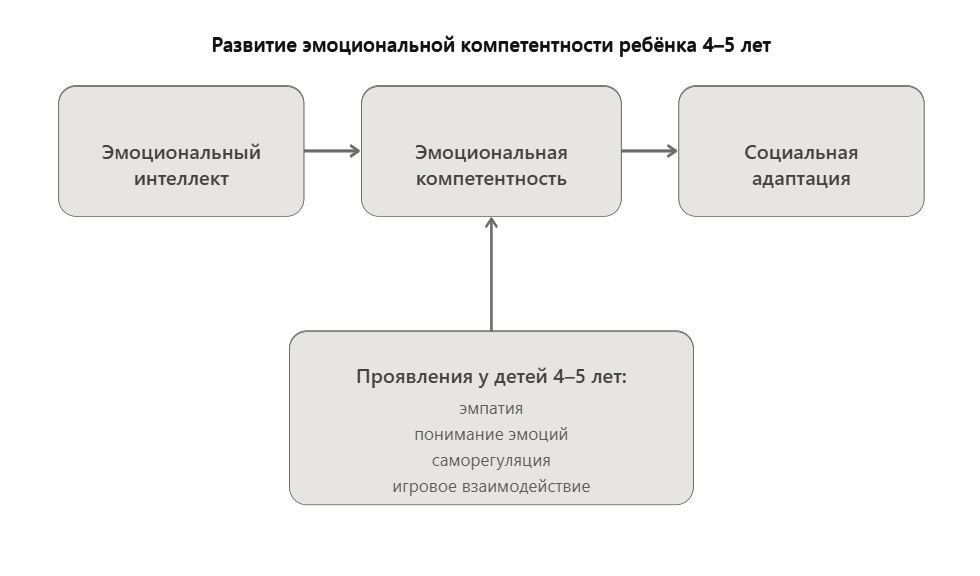 Развитие эмоциональной компетентности ребёнка 4–5 лет
Эмоциональный
интеллект
Эмоциональная
компетентность
Социальная
адаптация
Проявления у детей 4–5 лет:
эмпатия
понимание эмоций
саморегуляция
игровое взаимодействие